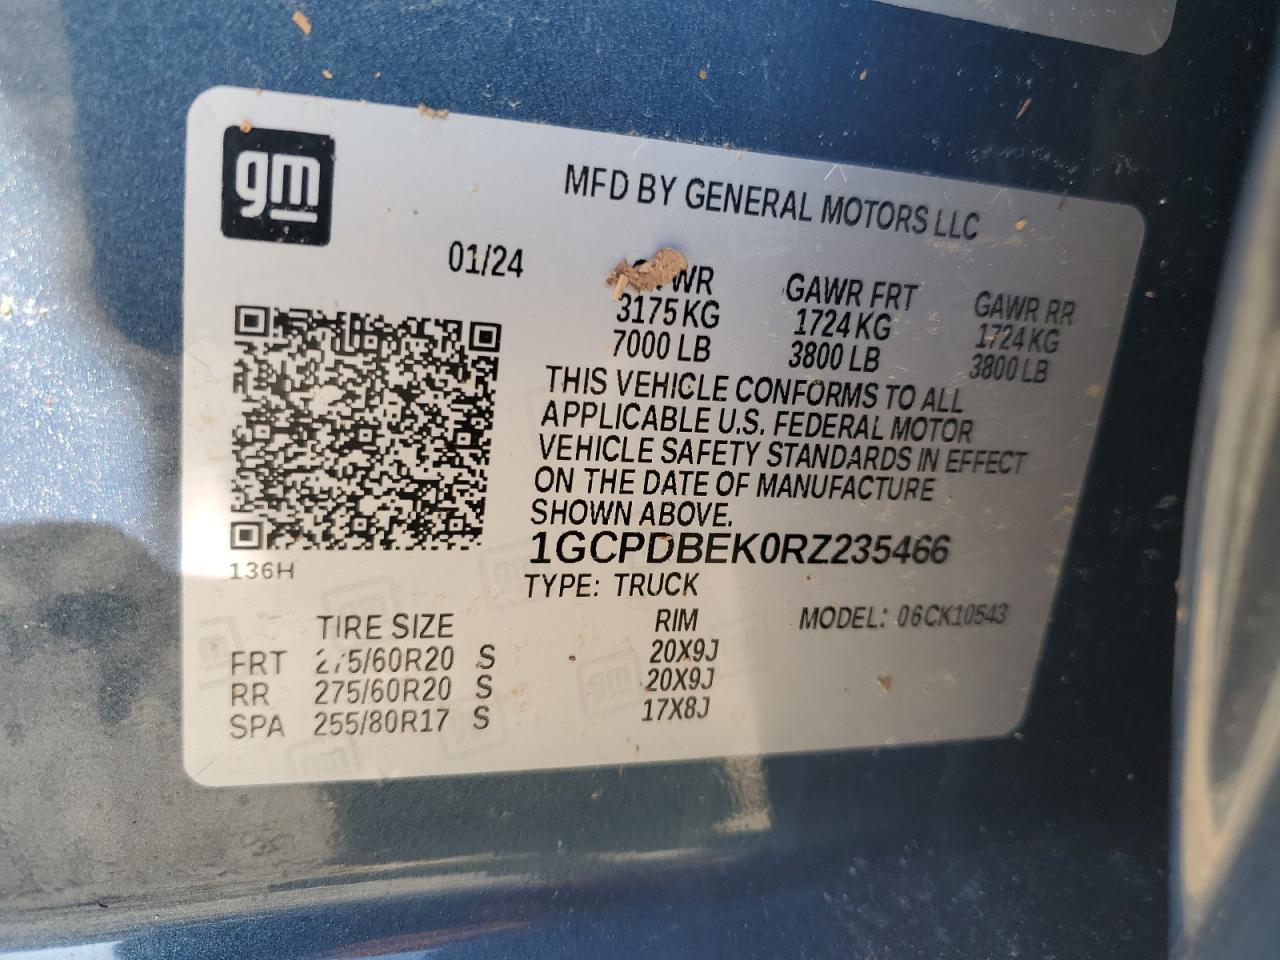 gm
MFD BY GENERAL MOTORS LLC
01/24
GVWR GAWR FRT GAWR RR
3175 KG 1724 KG 1724 KG
7000 LB 3800 LB 3800 LB
THIS VEHICLE CONFORMS TO ALL
APPLICABLE U.S. FEDERAL MOTOR
VEHICLE SAFETY STANDARDS IN EFFECT
ON THE DATE OF MANUFACTURE
SHOWN ABOVE.
1GCPDBEK0RZ235466
136H
TYPE: TRUCK
TIRE SIZE RIM MODEL: 06CK10543
FRT 275/60R20 S 20X9J
RR 275/60R20 S 20X9J
SPA 255/80R17 S 17X8J